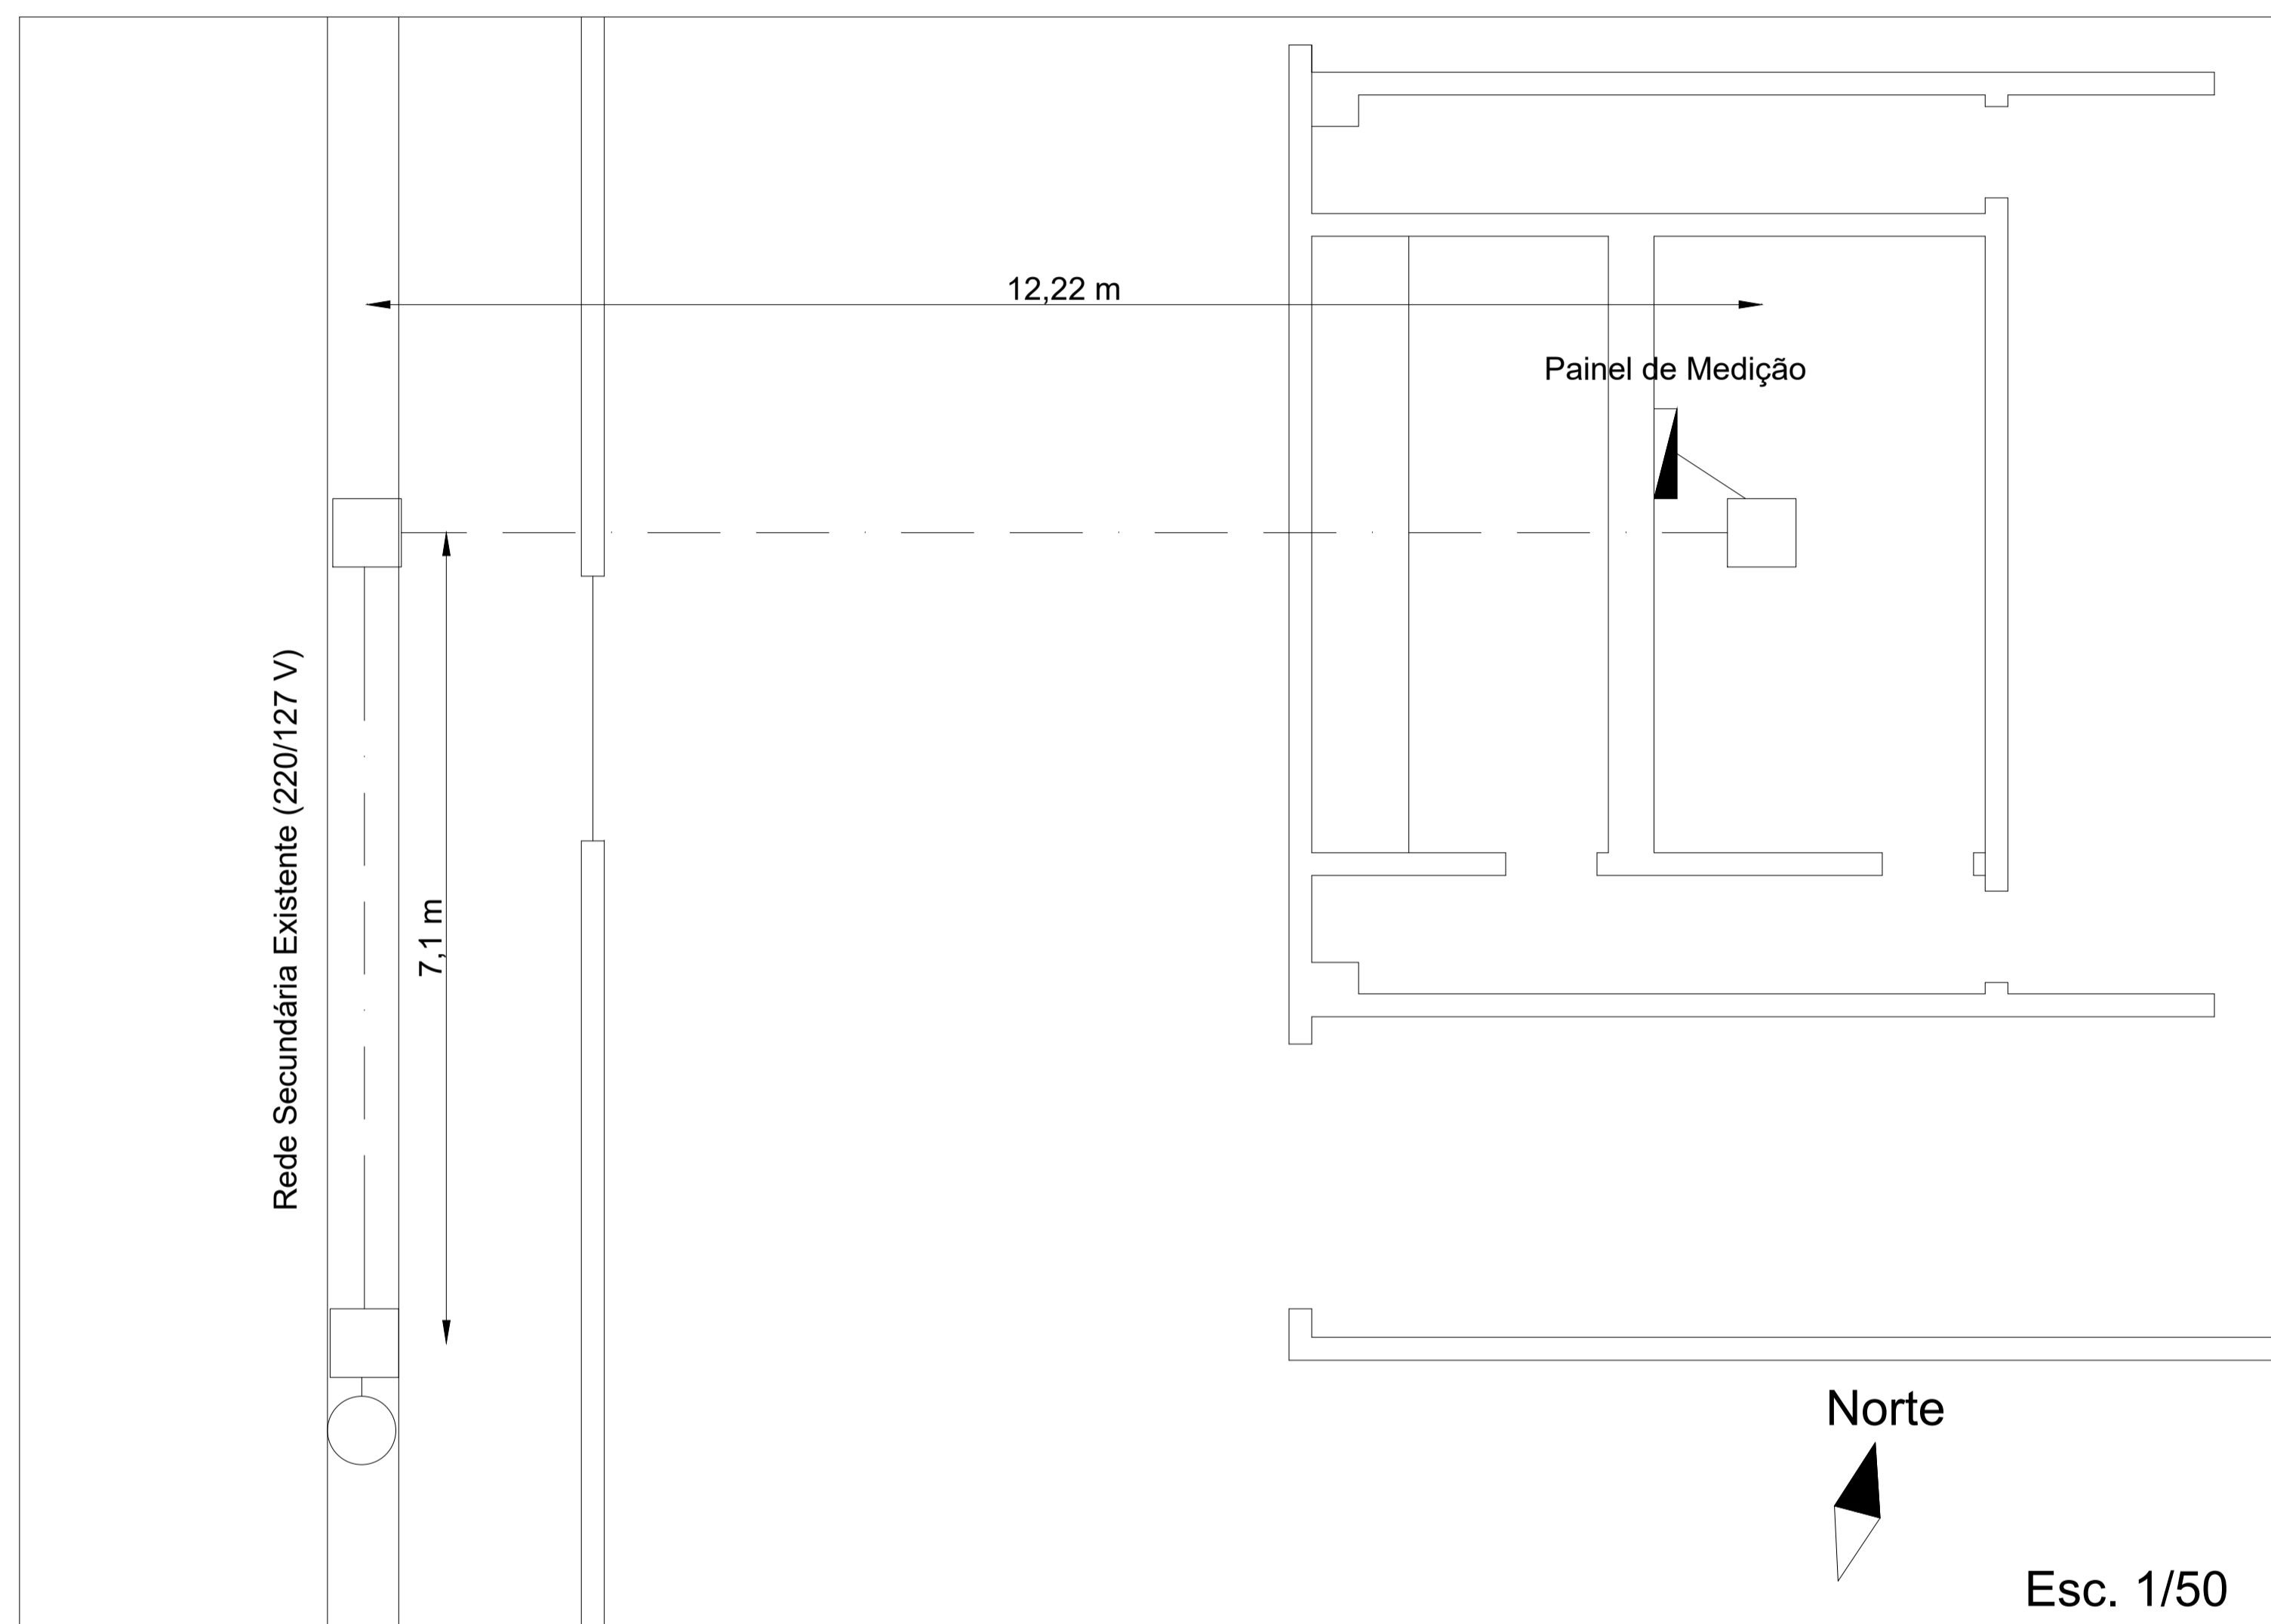 12,22 m
Painel de Medição
Rede Secundária Existente (220/127 V)
7,1 m
Norte
Esc. 1/50